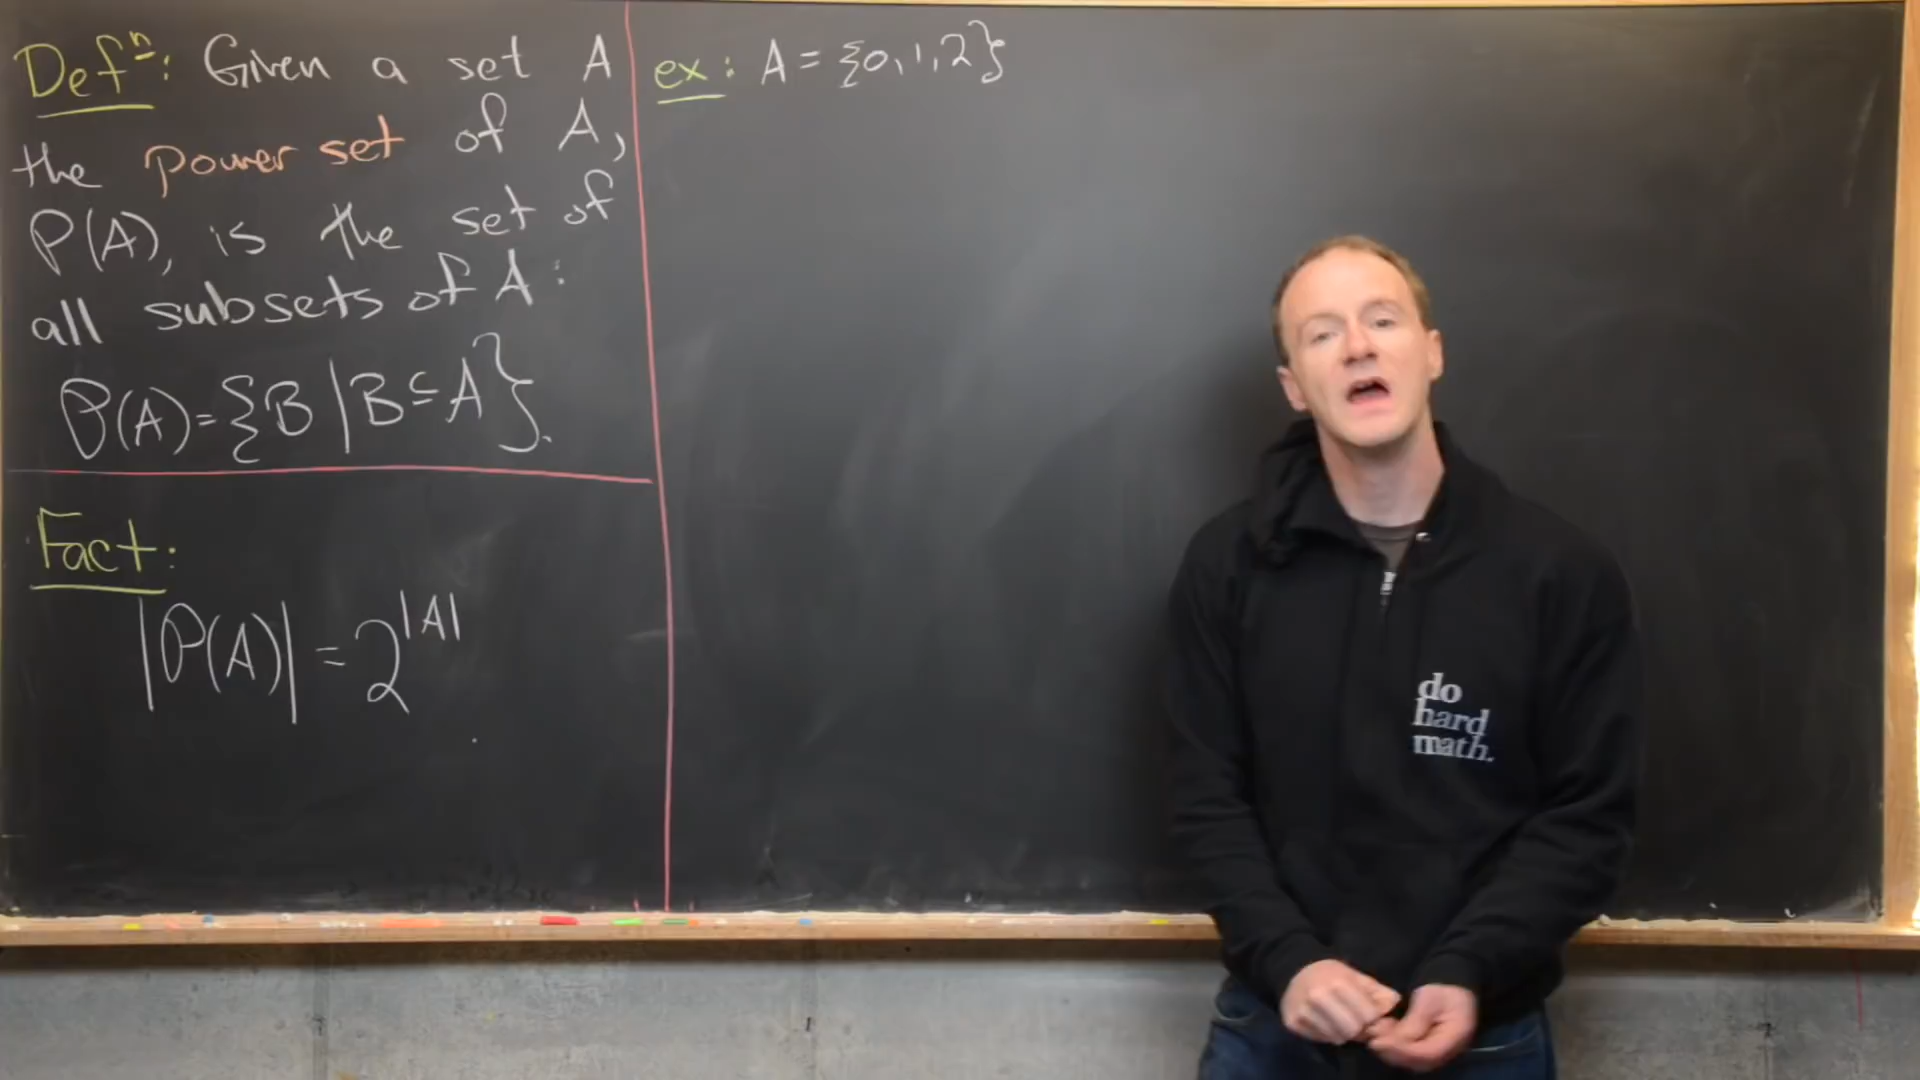 Defⁿ: Given a set A
the power set of A,
P(A), is the set of
all subsets of A:
P(A)={B|B⊆A}.
Fact:
|P(A)|=2^|A|
ex: A={0,1,2}
do
hard
math.